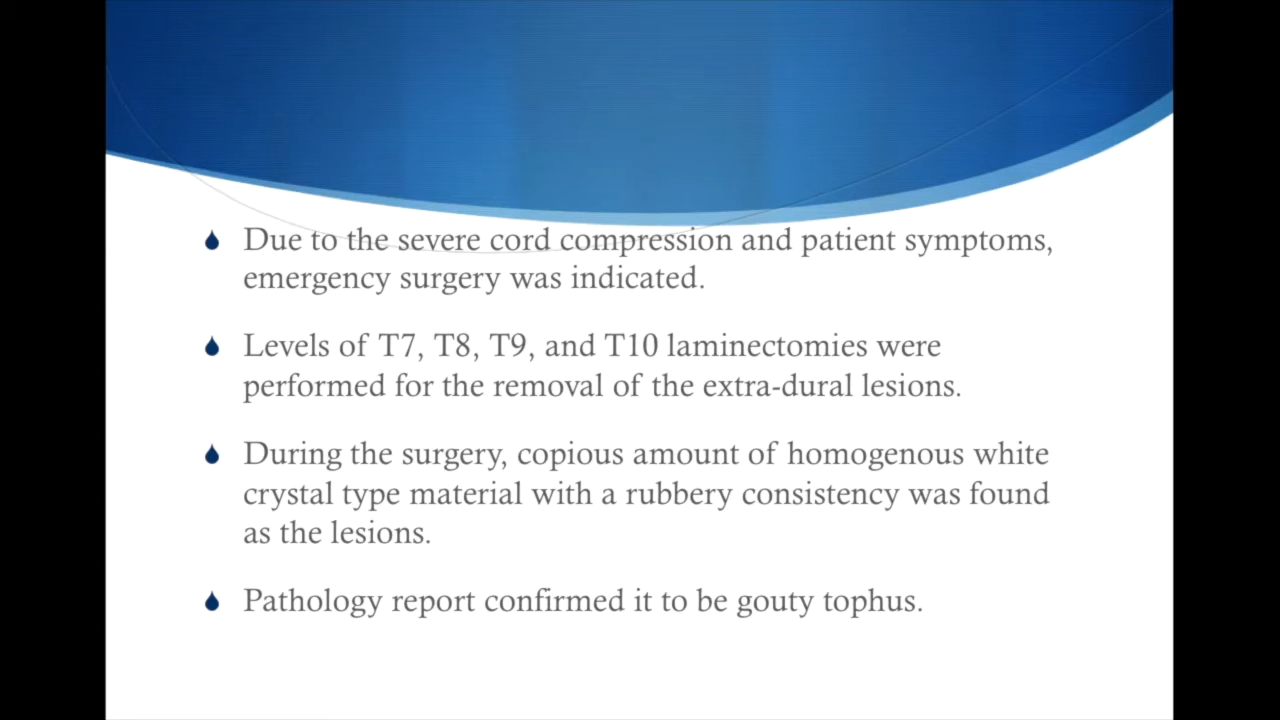 Due to the severe cord compression and patient symptoms,
emergency surgery was indicated.
Levels of T7, T8, T9, and T10 laminectomies were
performed for the removal of the extra-dural lesions.
During the surgery, copious amount of homogenous white
crystal type material with a rubbery consistency was found
as the lesions.
Pathology report confirmed it to be gouty tophus.